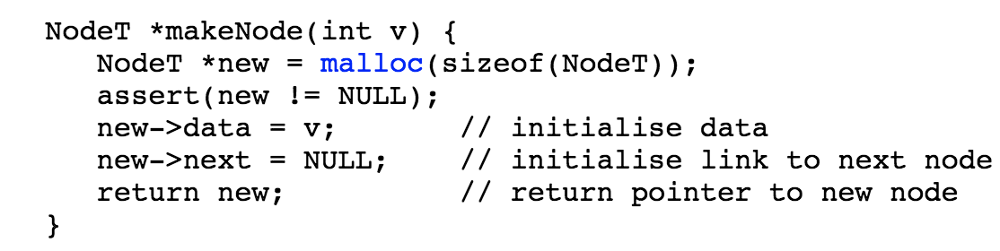 NodeT *makeNode(int v) {
   NodeT *new = malloc(sizeof(NodeT));
   assert(new != NULL);
   new->data = v;       // initialise data
   new->next = NULL;    // initialise link to next node
   return new;          // return pointer to new node
}